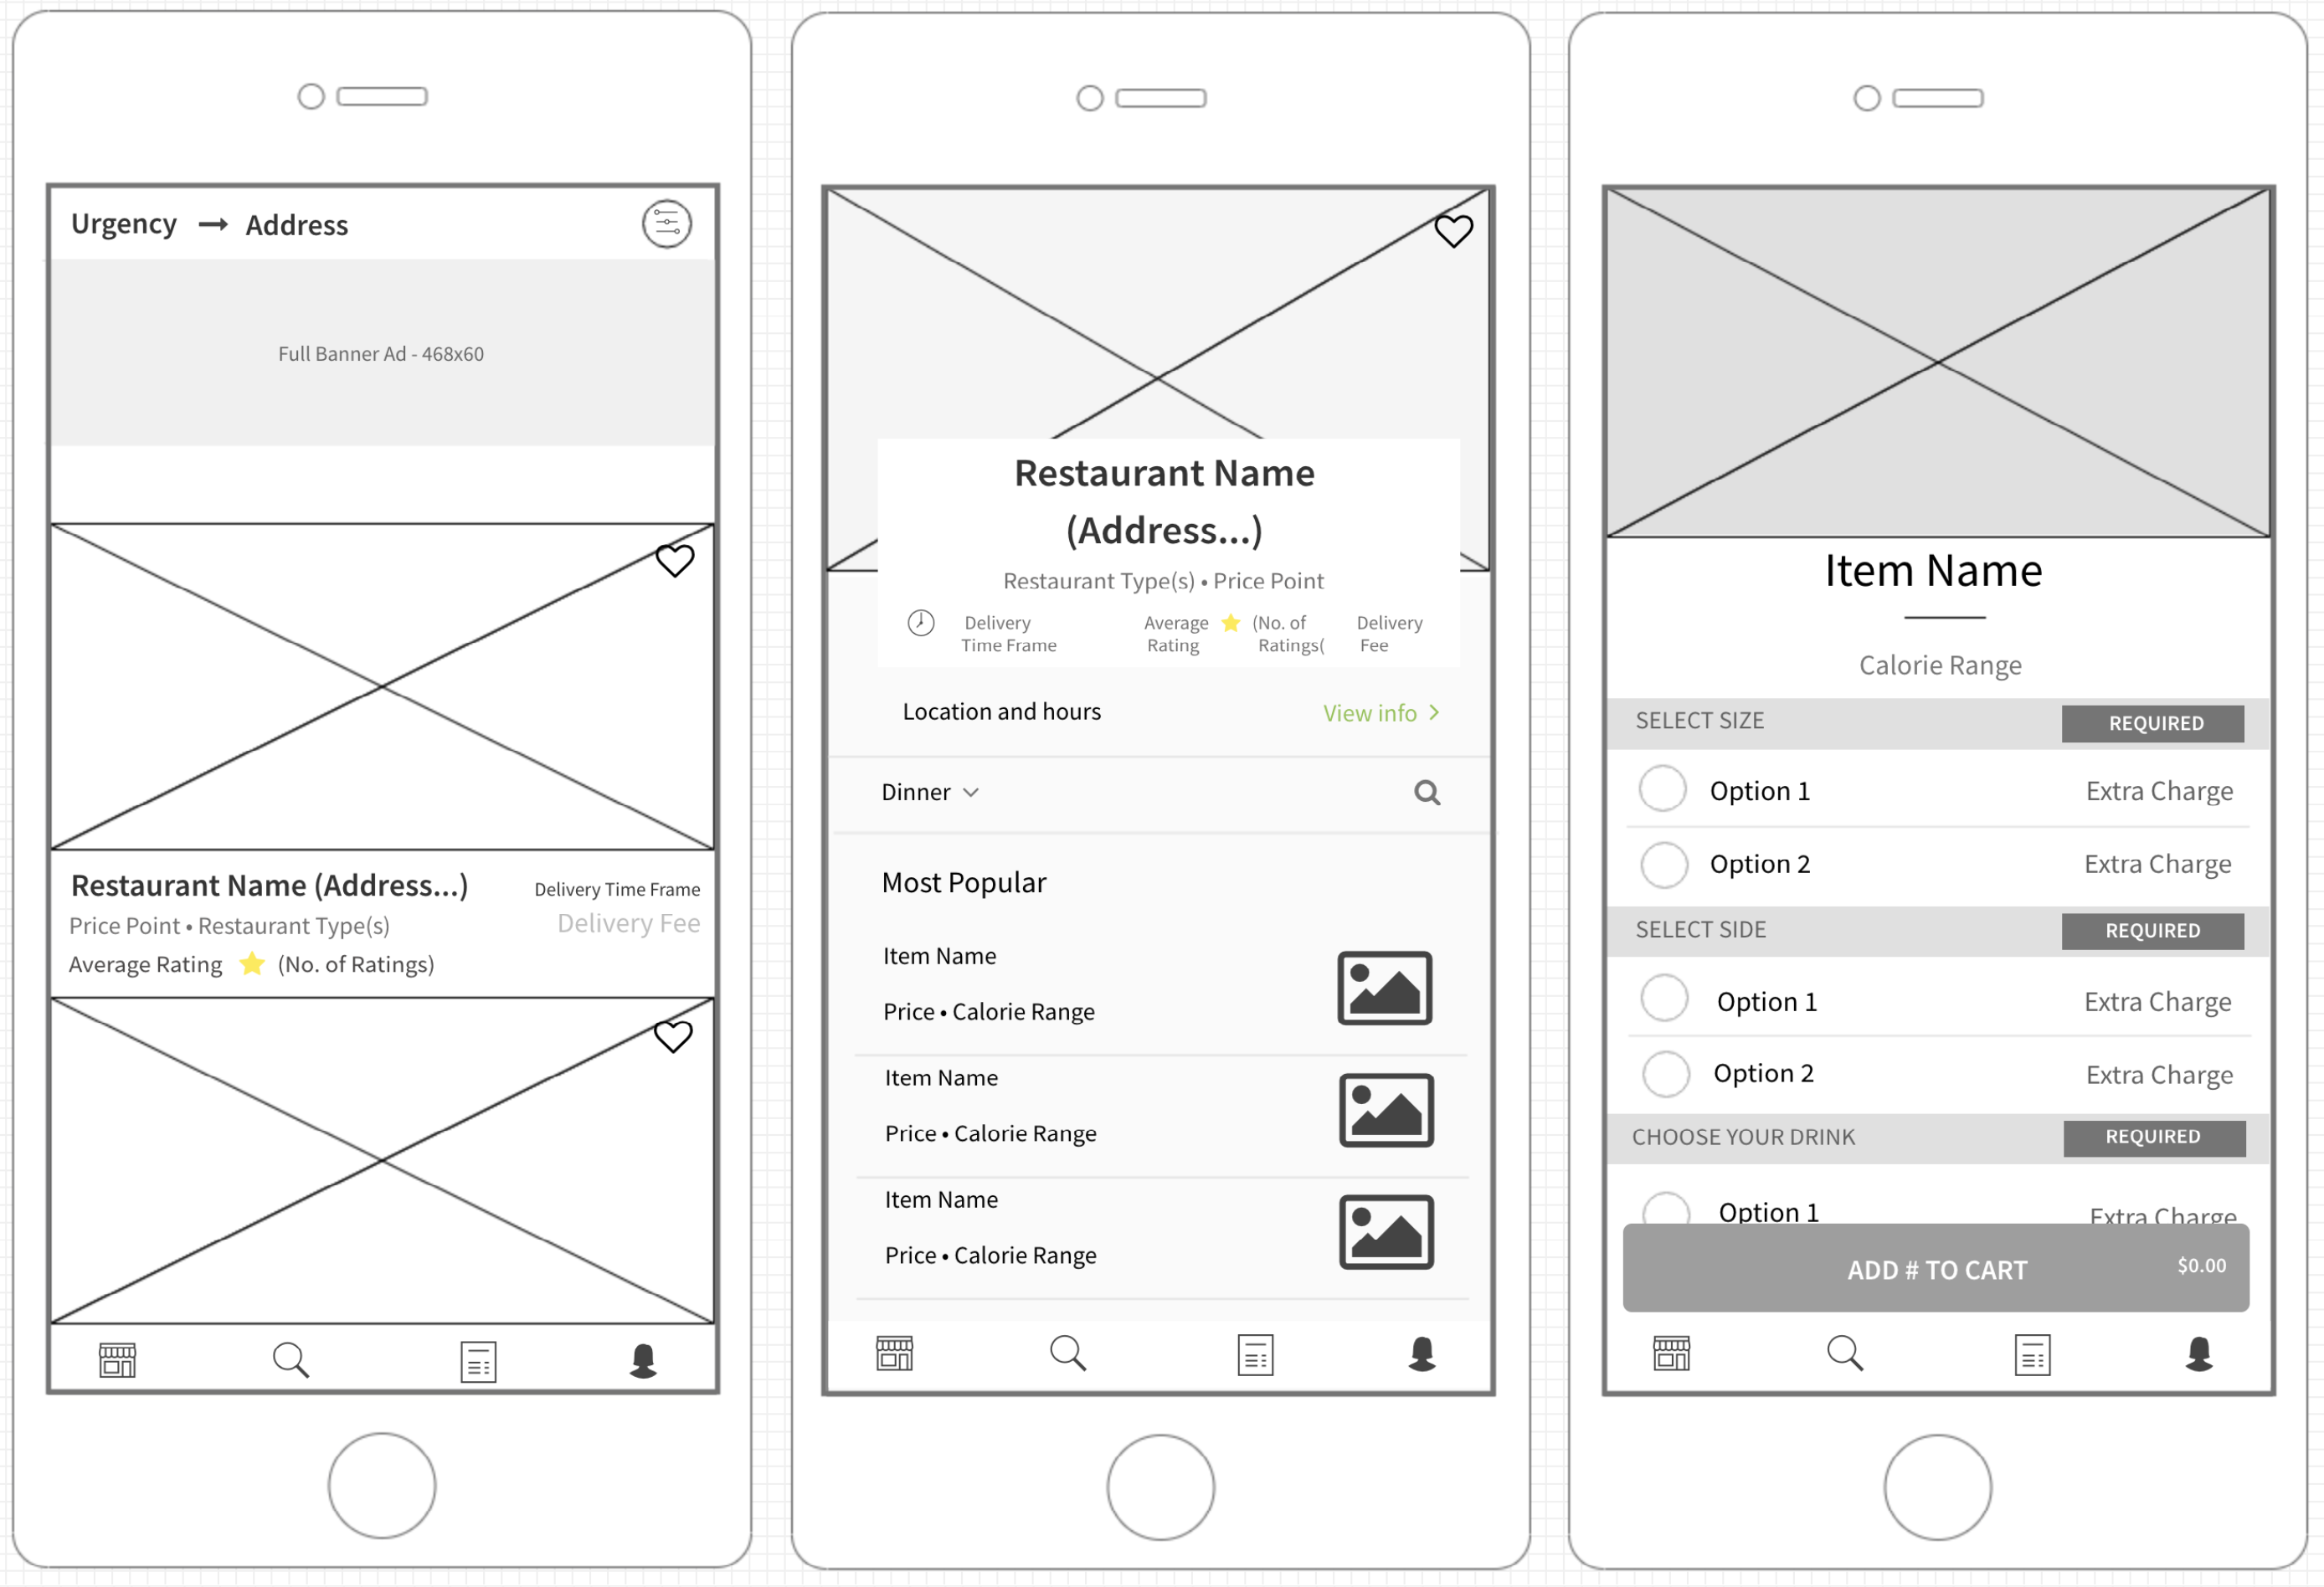 Urgency → Address
Full Banner Ad - 468x60
Restaurant Name (Address...)
Delivery Time Frame
Price Point • Restaurant Type(s)
Delivery Fee
Average Rating
(No. of Ratings)
Restaurant Name
(Address...)
Restaurant Type(s) • Price Point
Delivery
Time Frame
Average
Rating
(No. of
Ratings(
Delivery
Fee
Location and hours
View info >
Dinner
Most Popular
Item Name
Price • Calorie Range
Item Name
Price • Calorie Range
Item Name
Price • Calorie Range
Item Name
Calorie Range
SELECT SIZE
REQUIRED
Option 1
Extra Charge
Option 2
Extra Charge
SELECT SIDE
REQUIRED
Option 1
Extra Charge
Option 2
Extra Charge
CHOOSE YOUR DRINK
REQUIRED
Option 1
Extra Charge
ADD # TO CART
$0.00